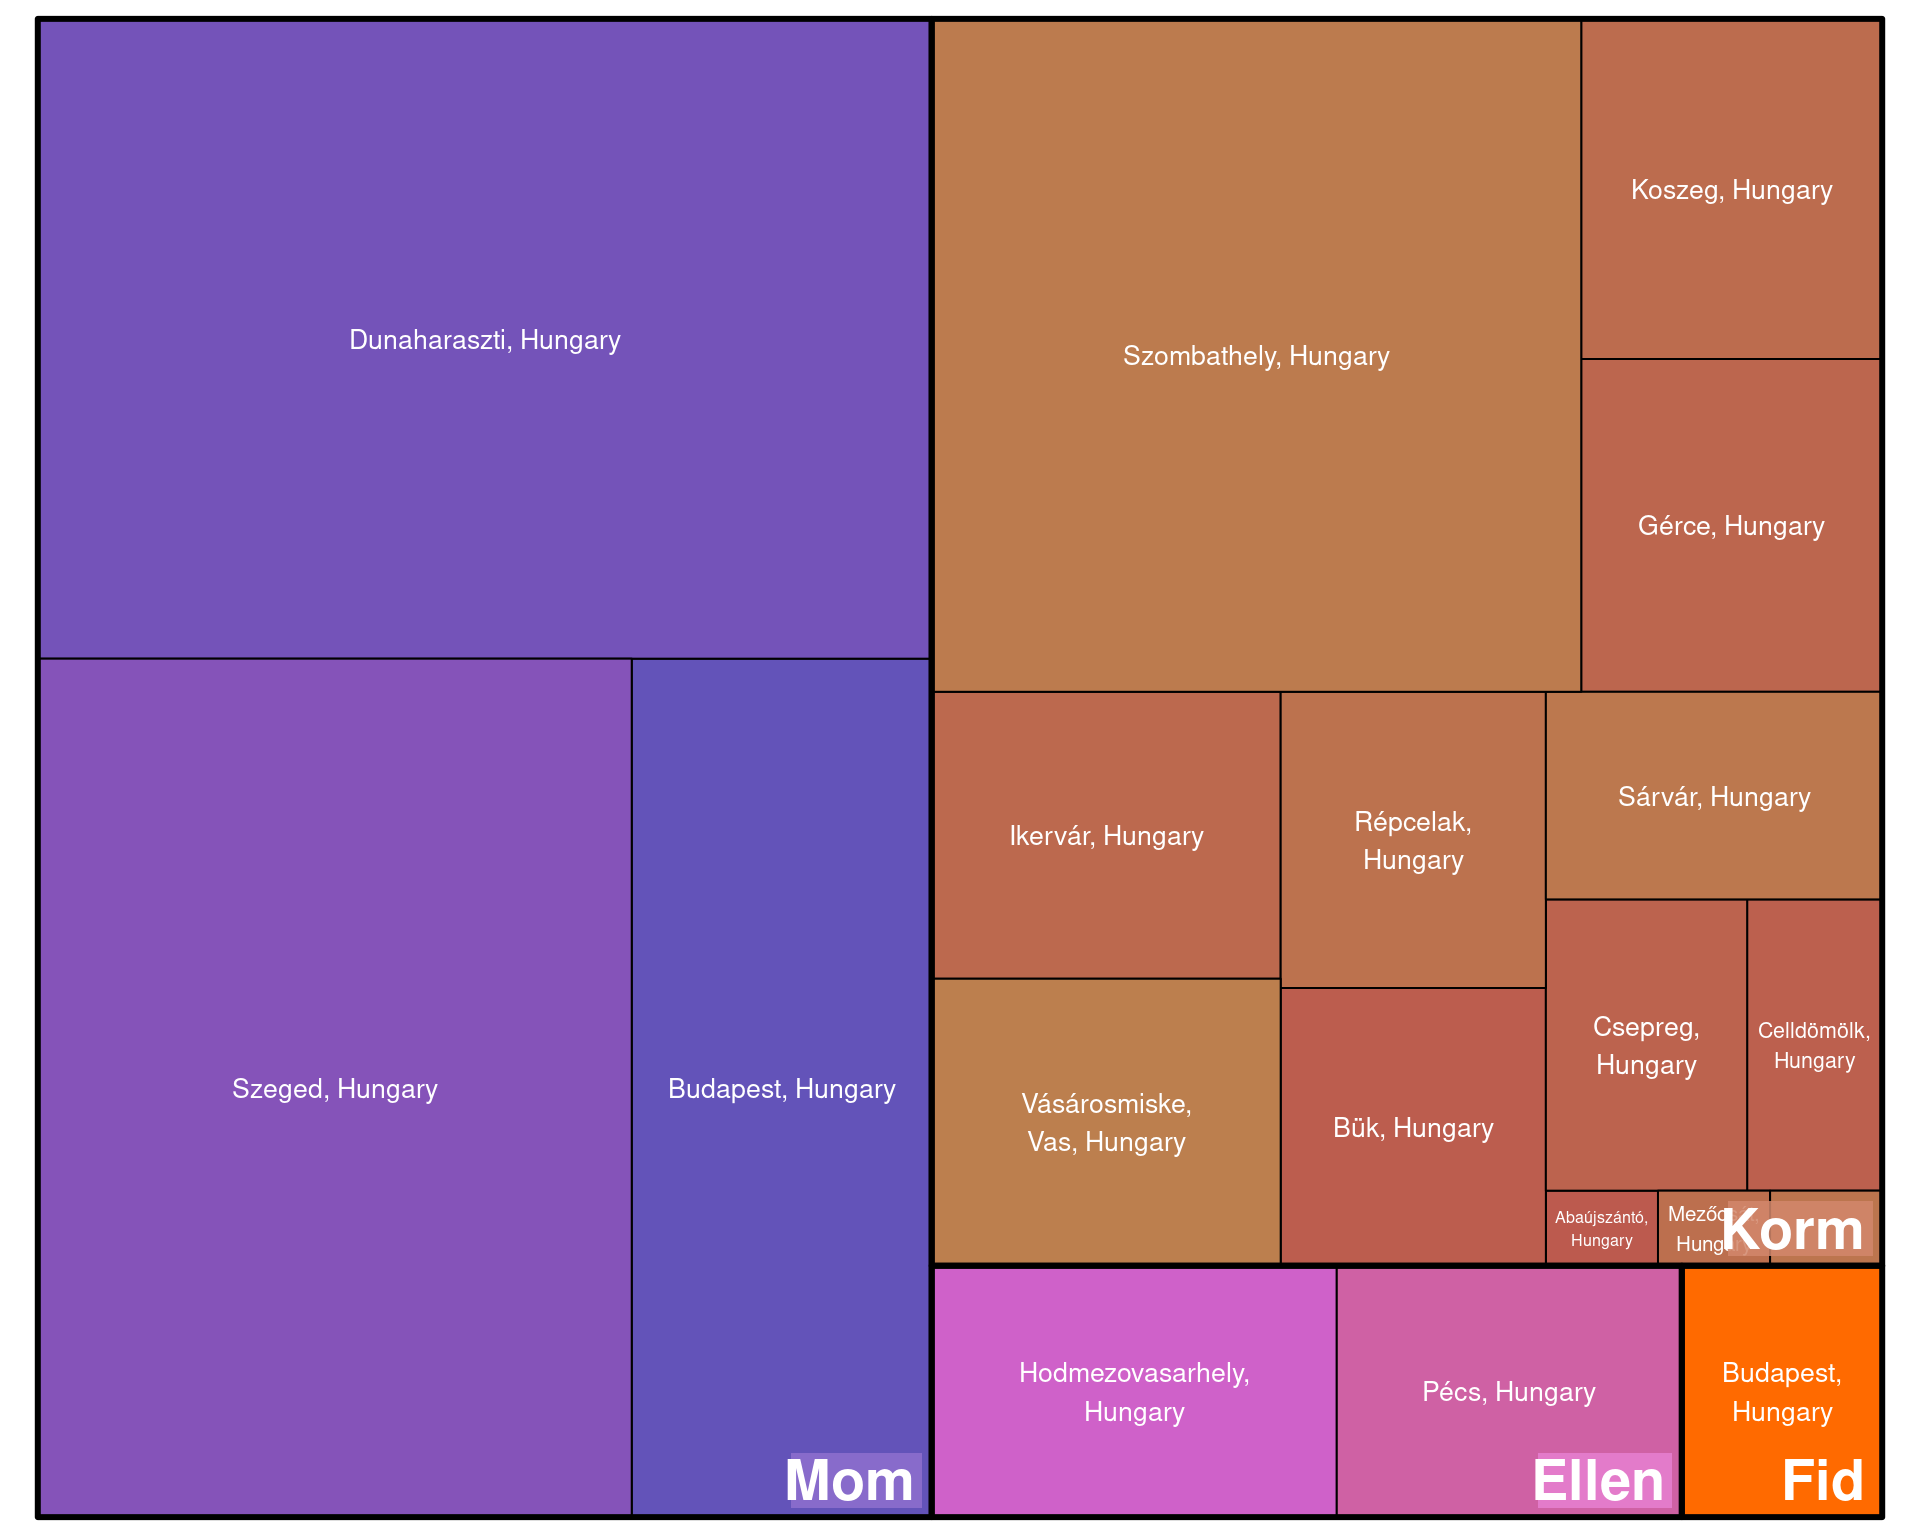 Dunaharaszti, Hungary
Szeged, Hungary
Budapest, Hungary
Mom
Szombathely, Hungary
Koszeg, Hungary
Gérce, Hungary
Ikervár, Hungary
Vásárosmiske,
Vas, Hungary
Répcelak,
Hungary
Bük, Hungary
Sárvár, Hungary
Csepreg,
Hungary
Celldömölk,
Hungary
Abaújszántó,
Hungary
Hungary
Korm
Hodmezovasarhely,
Hungary
Pécs, Hungary
Ellen
Budapest,
Hungary
Fid